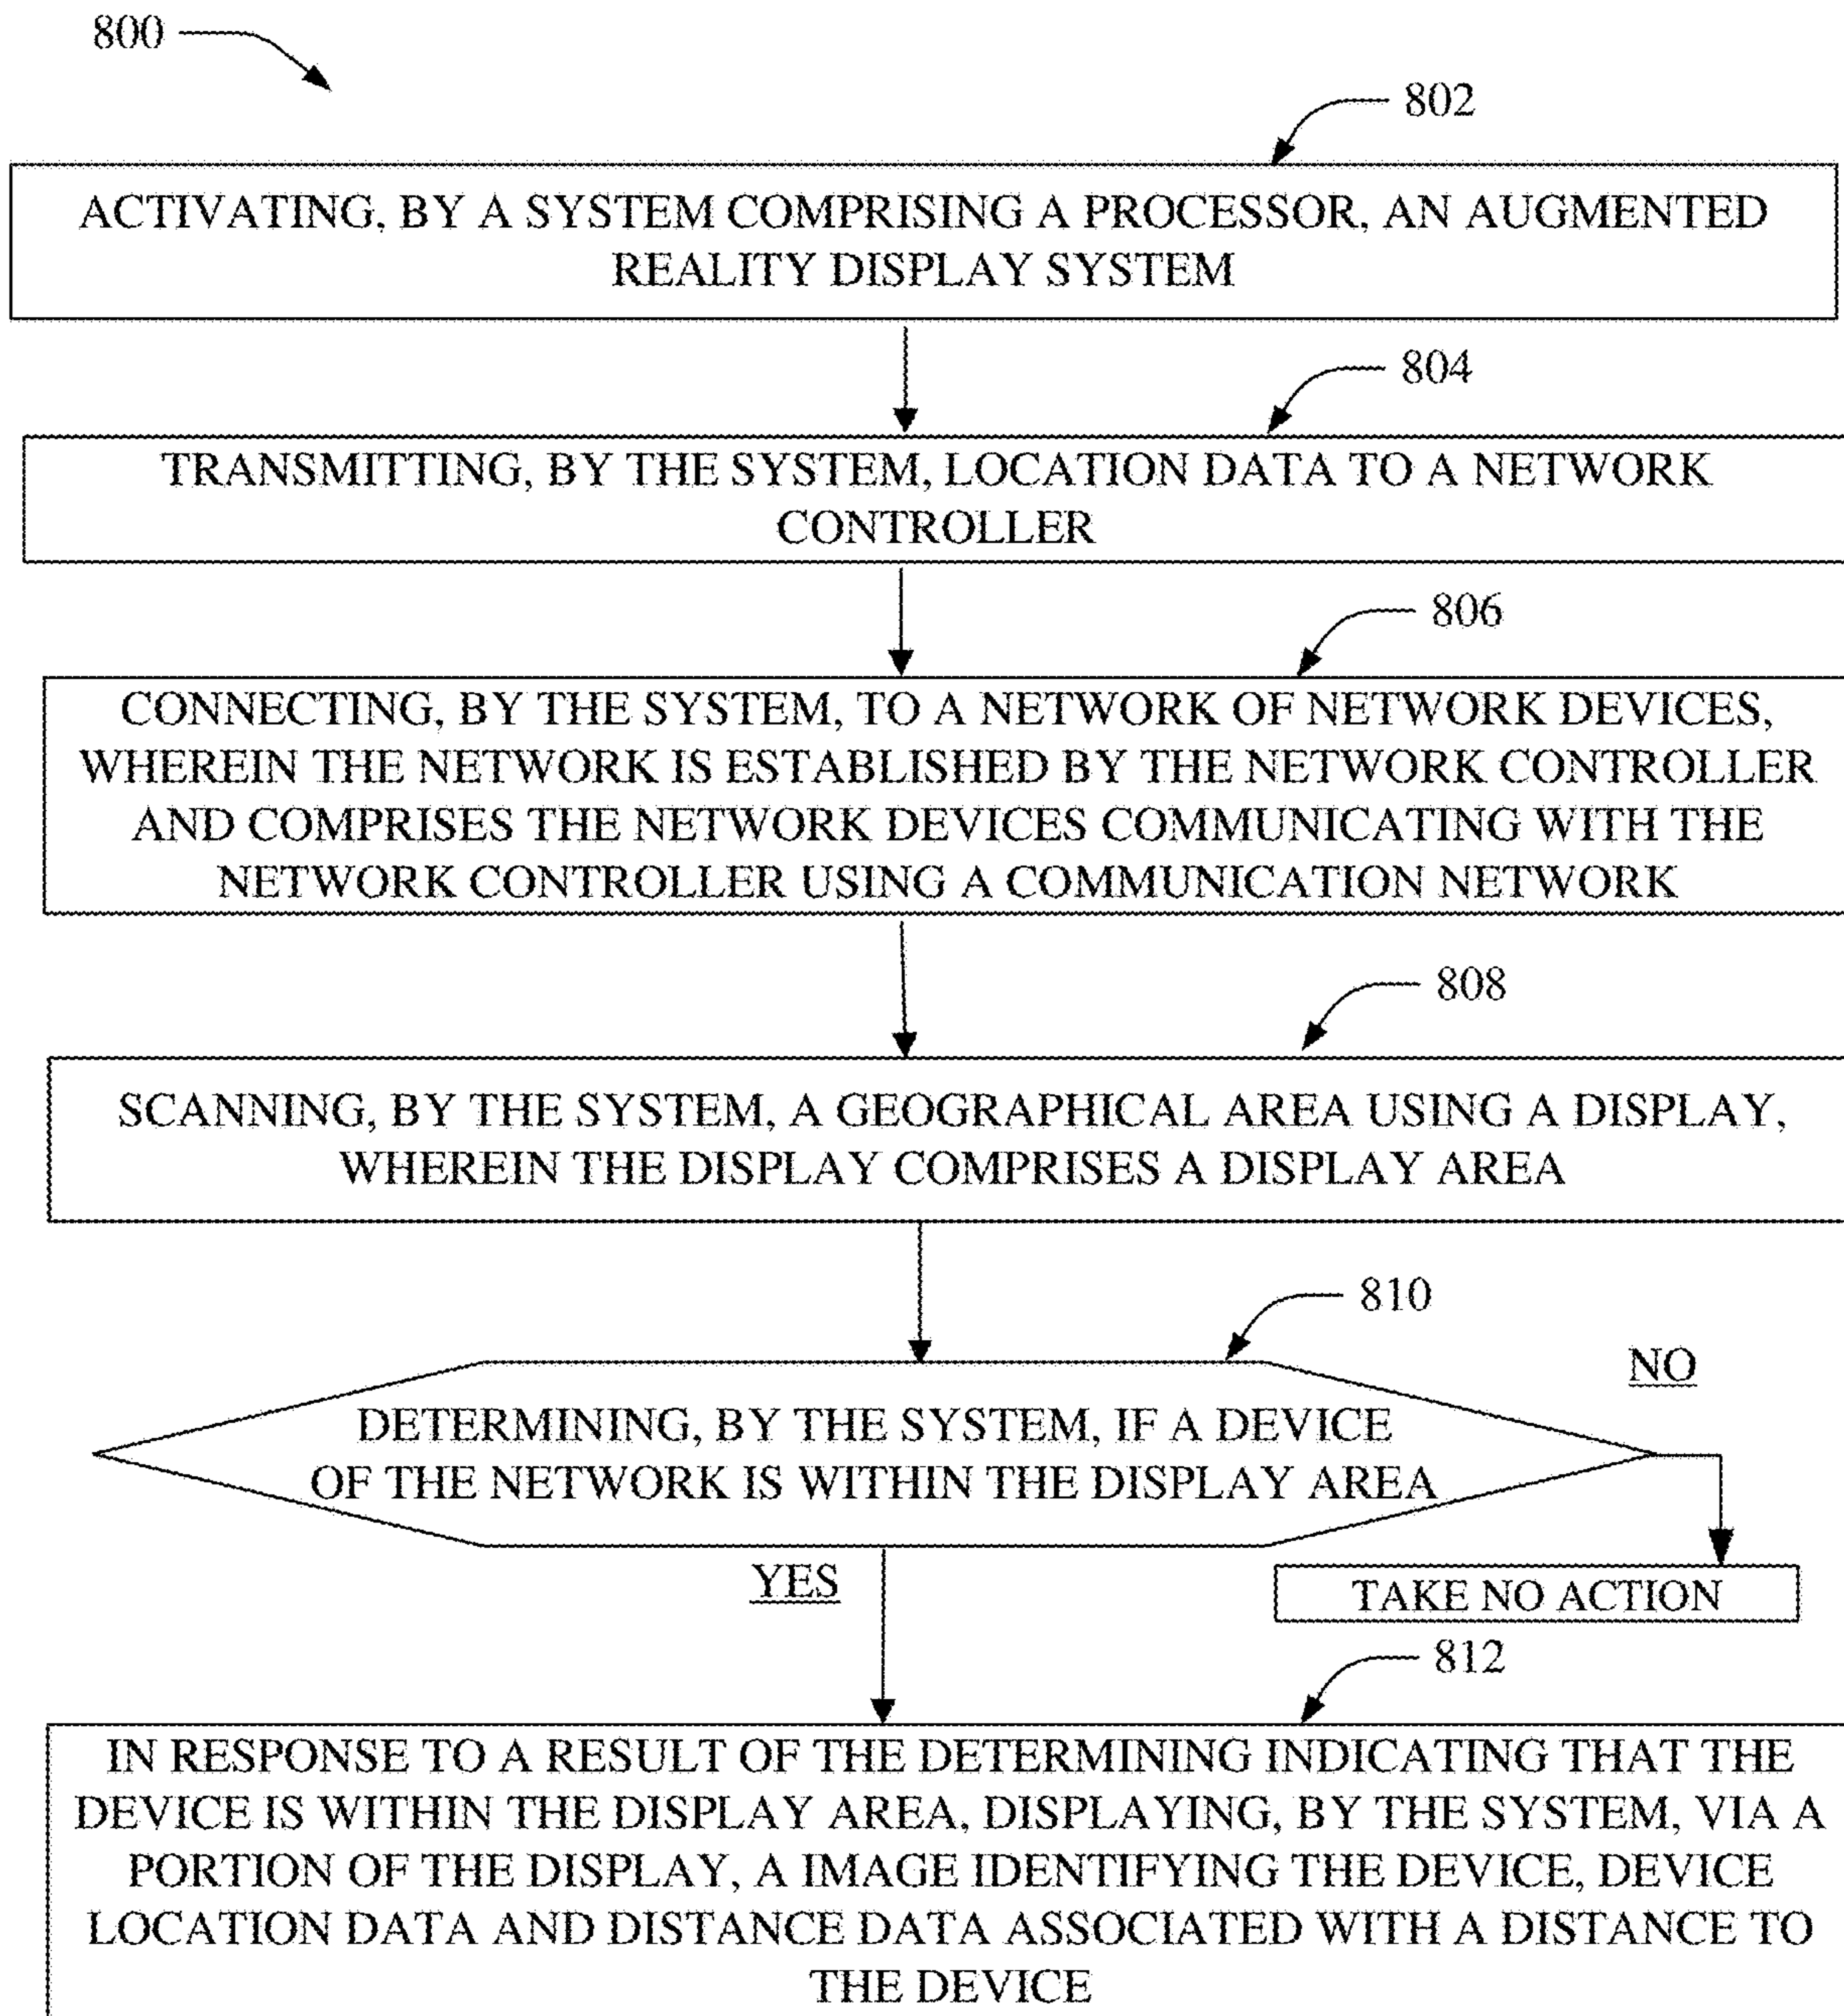 800
802
ACTIVATING, BY A SYSTEM COMPRISING A PROCESSOR, AN AUGMENTED
REALITY DISPLAY SYSTEM
804
TRANSMITTING, BY THE SYSTEM, LOCATION DATA TO A NETWORK
CONTROLLER
806
CONNECTING, BY THE SYSTEM, TO A NETWORK OF NETWORK DEVICES,
WHEREIN THE NETWORK IS ESTABLISHED BY THE NETWORK CONTROLLER
AND COMPRISES THE NETWORK DEVICES COMMUNICATING WITH THE
NETWORK CONTROLLER USING A COMMUNICATION NETWORK
808
SCANNING, BY THE SYSTEM, A GEOGRAPHICAL AREA USING A DISPLAY,
WHEREIN THE DISPLAY COMPRISES A DISPLAY AREA
810
NO
DETERMINING, BY THE SYSTEM, IF A DEVICE
OF THE NETWORK IS WITHIN THE DISPLAY AREA
YES
TAKE NO ACTION
812
IN RESPONSE TO A RESULT OF THE DETERMINING INDICATING THAT THE
DEVICE IS WITHIN THE DISPLAY AREA, DISPLAYING, BY THE SYSTEM, VIA A
PORTION OF THE DISPLAY, A IMAGE IDENTIFYING THE DEVICE, DEVICE
LOCATION DATA AND DISTANCE DATA ASSOCIATED WITH A DISTANCE TO
THE DEVICE